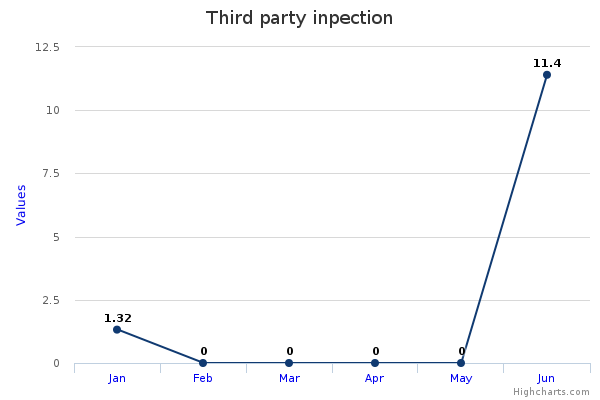 Third party inpection
12.5
10
7.5
5
2.5
0
Values
1.32
0
0
0
0
11.4
Jan
Feb
Mar
Apr
May
Jun
Highcharts.com